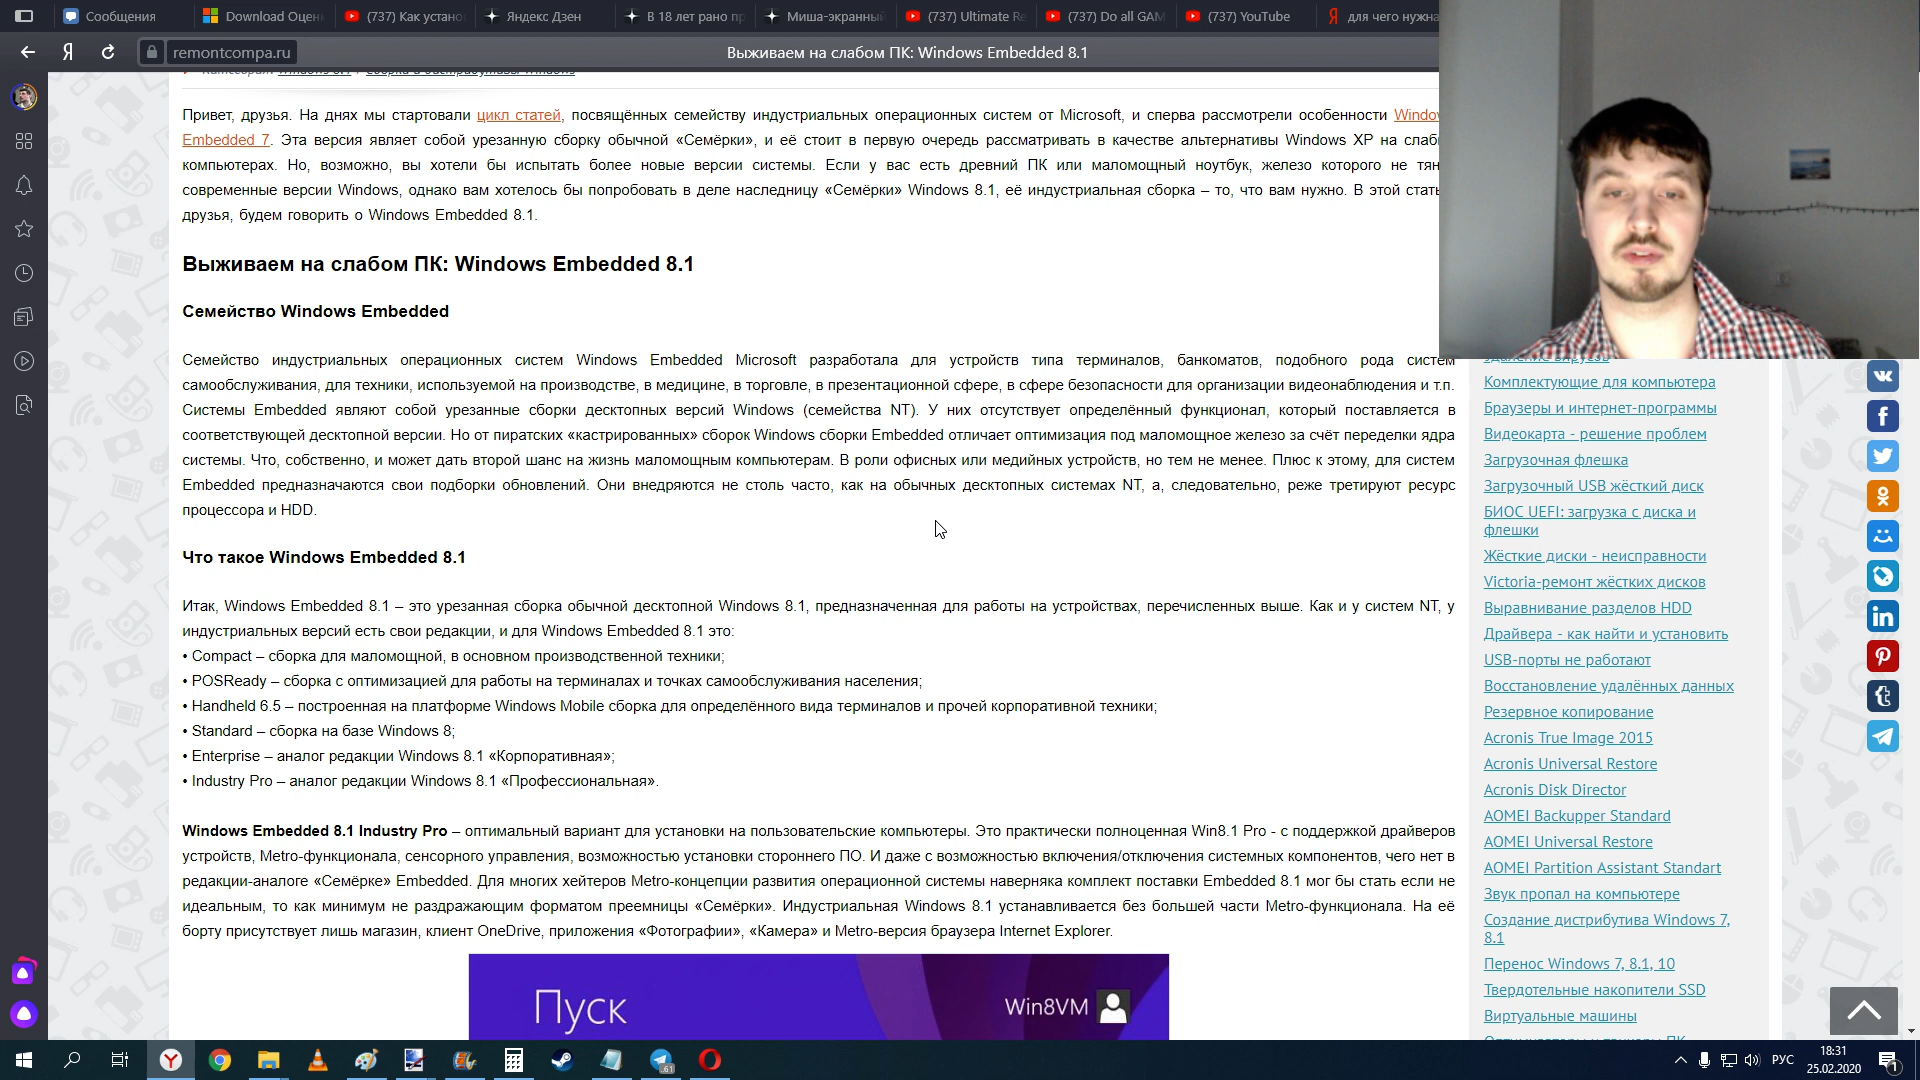 Сообщения
Download Оцен
(737) Как устано
Яндекс Дзен
В 18 лет рано пр
Миша-экранный
(737) Ultimate Re
(737) Do all GAM
(737) YouTube
для чего нужна
remontcompa.ru
Выживаем на слабом ПК: Windows Embedded 8.1
Привет, друзья. На днях мы стартовали цикл статей, посвящённых семейству индустриальных операционных систем от Microsoft, и сперва рассмотрели особенности Window
Embedded 7. Эта версия являет собой урезанную сборку обычной «Семёрки», и её стоит в первую очередь рассматривать в качестве альтернативы Windows XP на слабы
компьютерах. Но, возможно, вы хотели бы испытать более новые версии системы. Если у вас есть древний ПК или маломощный ноутбук, железо которого не тян
современные версии Windows, однако вам хотелось бы попробовать в деле наследницу «Семёрки» Windows 8.1, её индустриальная сборка – то, что вам нужно. В этой стать
друзья, будем говорить о Windows Embedded 8.1.
Выживаем на слабом ПК: Windows Embedded 8.1
Семейство Windows Embedded
Семейство индустриальных операционных систем Windows Embedded Microsoft разработала для устройств типа терминалов, банкоматов, подобного рода систем
самообслуживания, для техники, используемой на производстве, в медицине, в торговле, в презентационной сфере, в сфере безопасности для организации видеонаблюдения и т.п.
Системы Embedded являют собой урезанные сборки десктопных версий Windows (семейства NT). У них отсутствует определённый функционал, который поставляется в
соответствующей десктопной версии. Но от пиратских «кастрированных» сборок Windows сборки Embedded отличает оптимизация под маломощное железо за счёт переделки ядра
системы. Что, собственно, и может дать второй шанс на жизнь маломощным компьютерам. В роли офисных или медийных устройств, но тем не менее. Плюс к этому, для систем
Embedded предназначаются свои подборки обновлений. Они внедряются не столь часто, как на обычных десктопных системах NT, а, следовательно, реже третируют ресурс
процессора и HDD.
Что такое Windows Embedded 8.1
Итак, Windows Embedded 8.1 – это урезанная сборка обычной десктопной Windows 8.1, предназначенная для работы на устройствах, перечисленных выше. Как и у систем NT, у
индустриальных версий есть свои редакции, и для Windows Embedded 8.1 это:
• Compact – сборка для маломощной, в основном производственной техники;
• POSReady – сборка с оптимизацией для работы на терминалах и точках самообслуживания населения;
• Handheld 6.5 – построенная на платформе Windows Mobile сборка для определённого вида терминалов и прочей корпоративной техники;
• Standard – сборка на базе Windows 8;
• Enterprise – аналог редакции Windows 8.1 «Корпоративная»;
• Industry Pro – аналог редакции Windows 8.1 «Профессиональная».
Windows Embedded 8.1 Industry Pro – оптимальный вариант для установки на пользовательские компьютеры. Это практически полноценная Win8.1 Pro - с поддержкой драйверов
устройств, Metro-функционала, сенсорного управления, возможностью установки стороннего ПО. И даже с возможностью включения/отключения системных компонентов, чего нет в
редакции-аналоге «Семёрке» Embedded. Для многих хейтеров Metro-концепции развития операционной системы наверняка комплект поставки Embedded 8.1 мог бы стать если не
идеальным, то как минимум не раздражающим форматом преемницы «Семёрки». Индустриальная Windows 8.1 устанавливается без большей части Metro-функционала. На её
борту присутствует лишь магазин, клиент OneDrive, приложения «Фотографии», «Камера» и Metro-версия браузера Internet Explorer.
Пуск
Win8VM
Комплектующие для компьютера
Браузеры и интернет-программы
Видеокарта - решение проблем
Загрузочная флешка
Загрузочный USB жёсткий диск
БИОС UEFI: загрузка с диска и
флешки
Жёсткие диски - неисправности
Victoria-ремонт жёстких дисков
Выравнивание разделов HDD
Драйвера - как найти и установить
USB-порты не работают
Восстановление удалённых данных
Резервное копирование
Acronis True Image 2015
Acronis Universal Restore
Acronis Disk Director
AOMEI Backupper Standard
AOMEI Universal Restore
AOMEI Partition Assistant Standart
Звук пропал на компьютере
Создание дистрибутива Windows 7,
8.1
Перенос Windows 7, 8.1, 10
Твердотельные накопители SSD
Виртуальные машины
РУС
18:31
25.02.2020